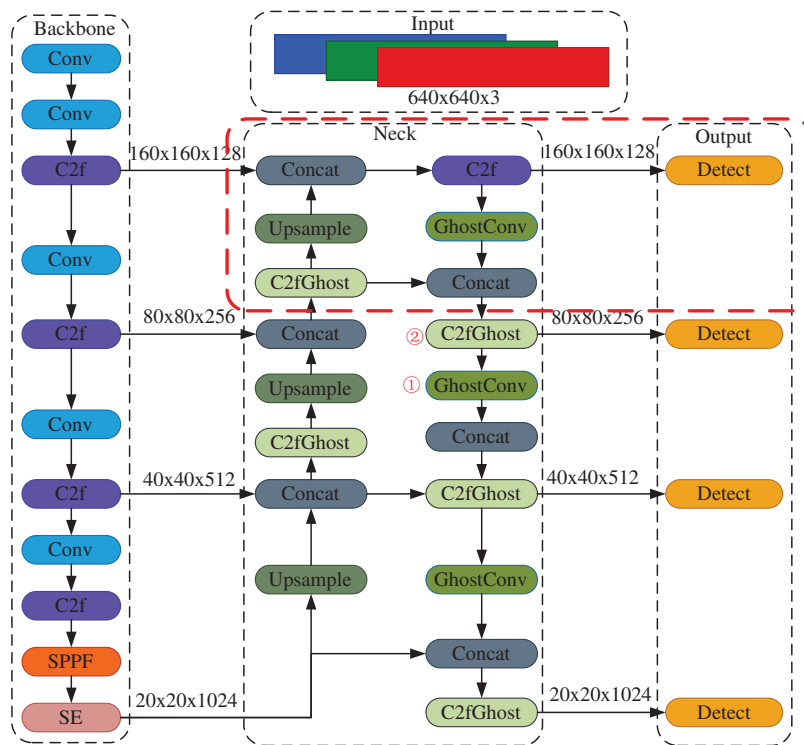 Backbone
Conv
Conv
C2f
Conv
C2f
Conv
C2f
Conv
C2f
SPPF
SE
Input
640x640x3
Neck
160x160x128
Concat
C2f
160x160x128
Upsample
GhostConv
C2fGhost
Concat
80x80x256
Concat
②
C2fGhost
80x80x256
Upsample
①
GhostConv
C2fGhost
Concat
40x40x512
Concat
C2fGhost
40x40x512
Upsample
GhostConv
Concat
20x20x1024
C2fGhost
20x20x1024
Output
Detect
Detect
Detect
Detect